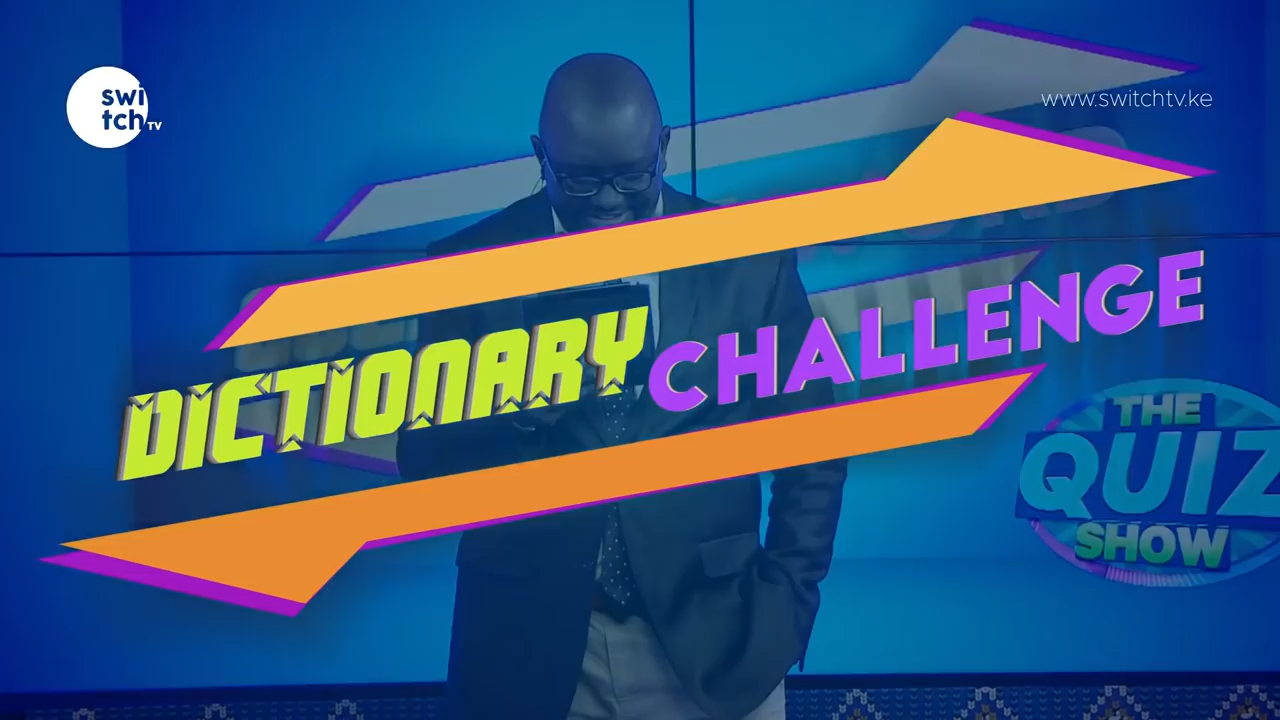 swi
tch TV
www.switchtv.ke
DICTIONARY CHALLENGE
THE
QUIZ
SHOW